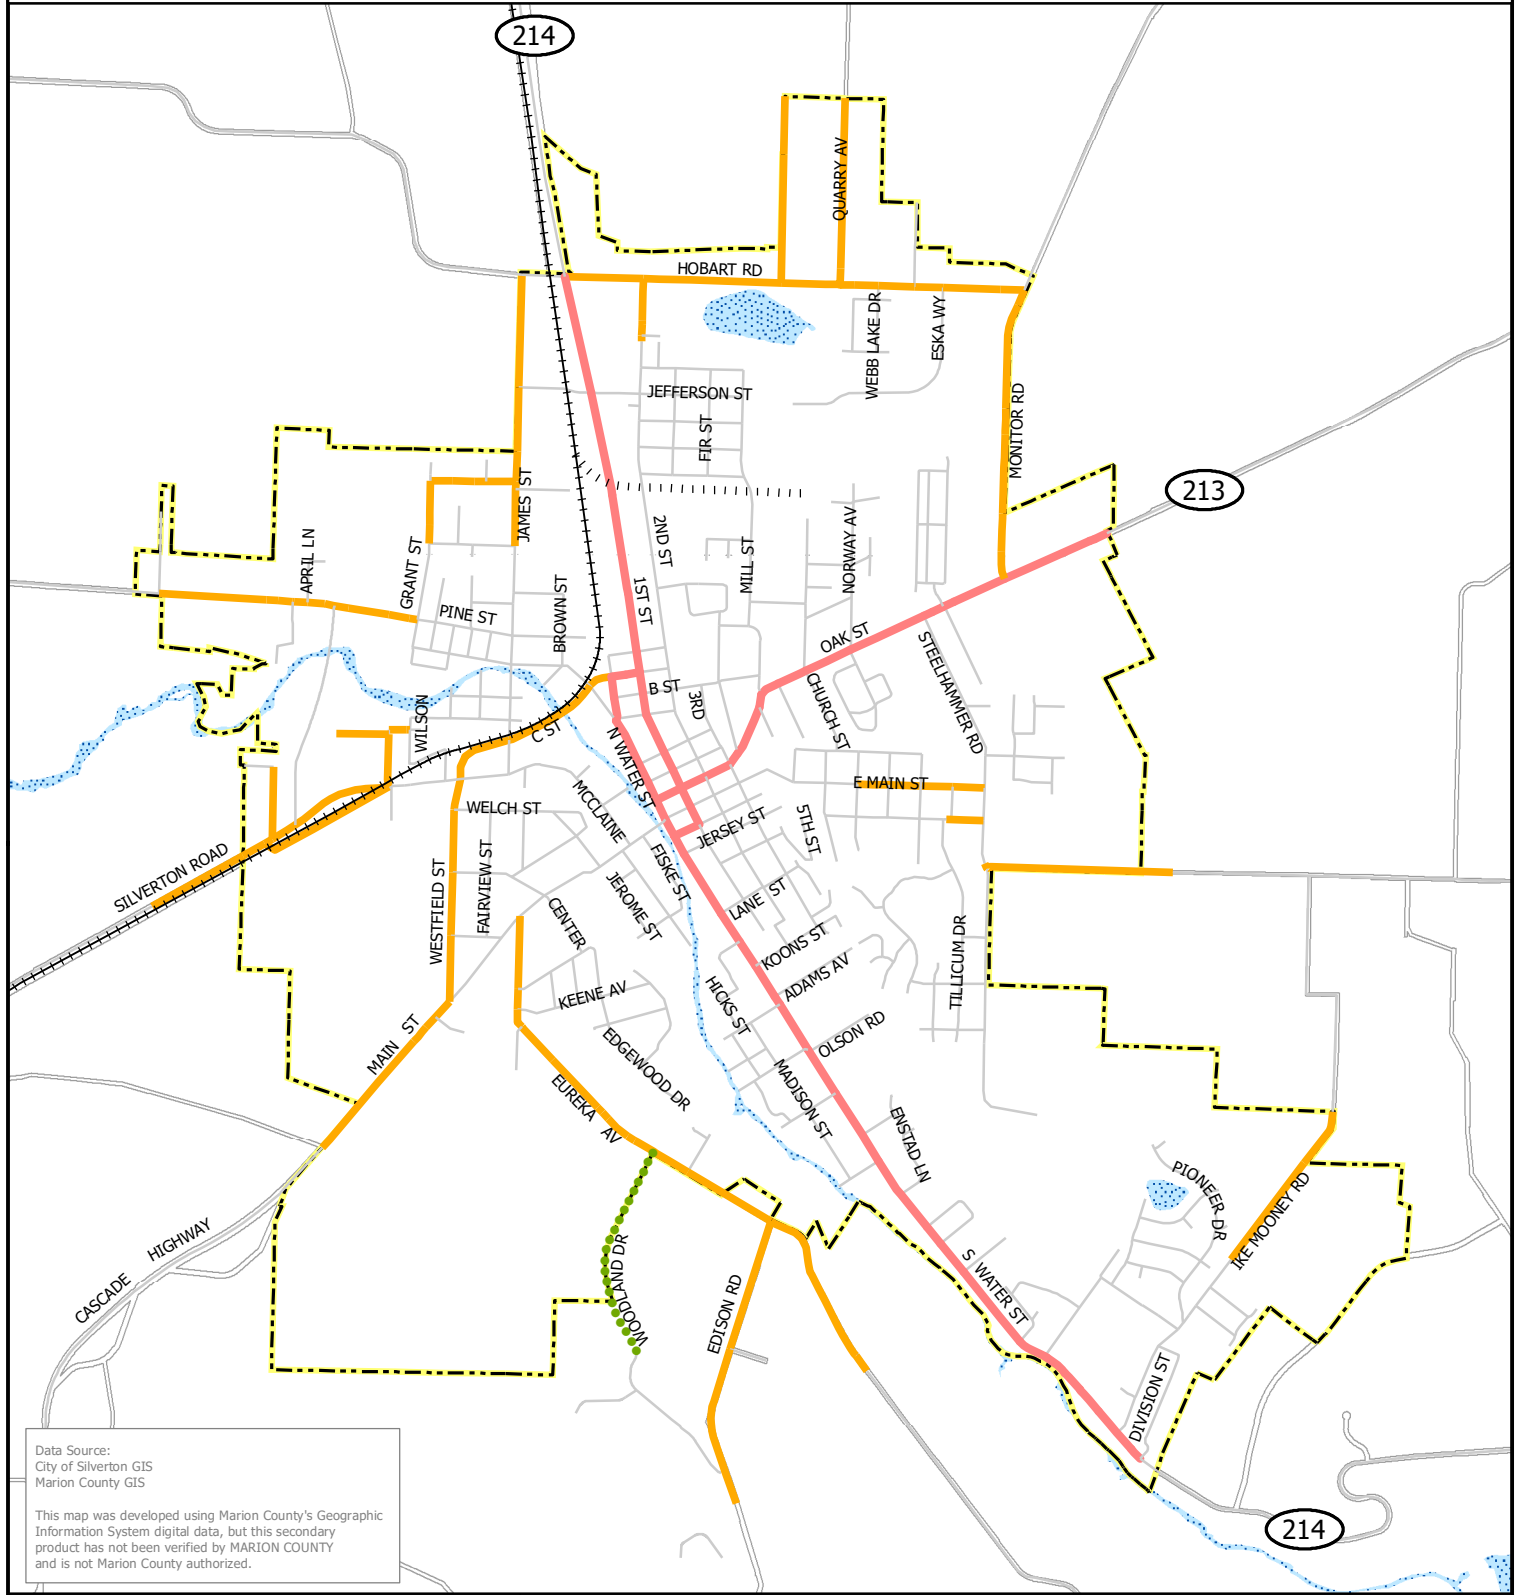 214
QUARRY AV
HOBART RD
WEBB LAKE DR
ESKA WY
JEFFERSON ST
FIR ST
MONITOR RD
213
JAMES ST
2ND ST
NORWAY AV
APRIL LN
GRANT ST
MILL ST
BROWN ST
1ST ST
PINE ST
OAK ST
STEELHAMMER RD
B ST
3RD
CHURCH ST
WILSON
C ST
N WATER ST
E MAIN ST
MCCLAINE
WELCH ST
JERSEY ST
5TH ST
SILVERTON ROAD
FAIRVIEW ST
WESTFIELD ST
FISKE ST
JEROME ST
LANE ST
CENTER
KOONS ST
TILLICUM DR
ADAMS AV
KEENE AV
HICKS ST
MAIN ST
EDGEWOOD DR
OLSON RD
MADISON ST
EUREKA AV
ENSTAD LN
PIONEER DR
IKE MOONEY RD
CASCADE HIGHWAY
WOODLAND DR
EDISON RD
S WATER ST
DIVISION ST
214
Data Source:
City of Silverton GIS
Marion County GIS
This map was developed using Marion County's Geographic
Information System digital data, but this secondary
product has not been verified by MARION COUNTY
and is not Marion County authorized.